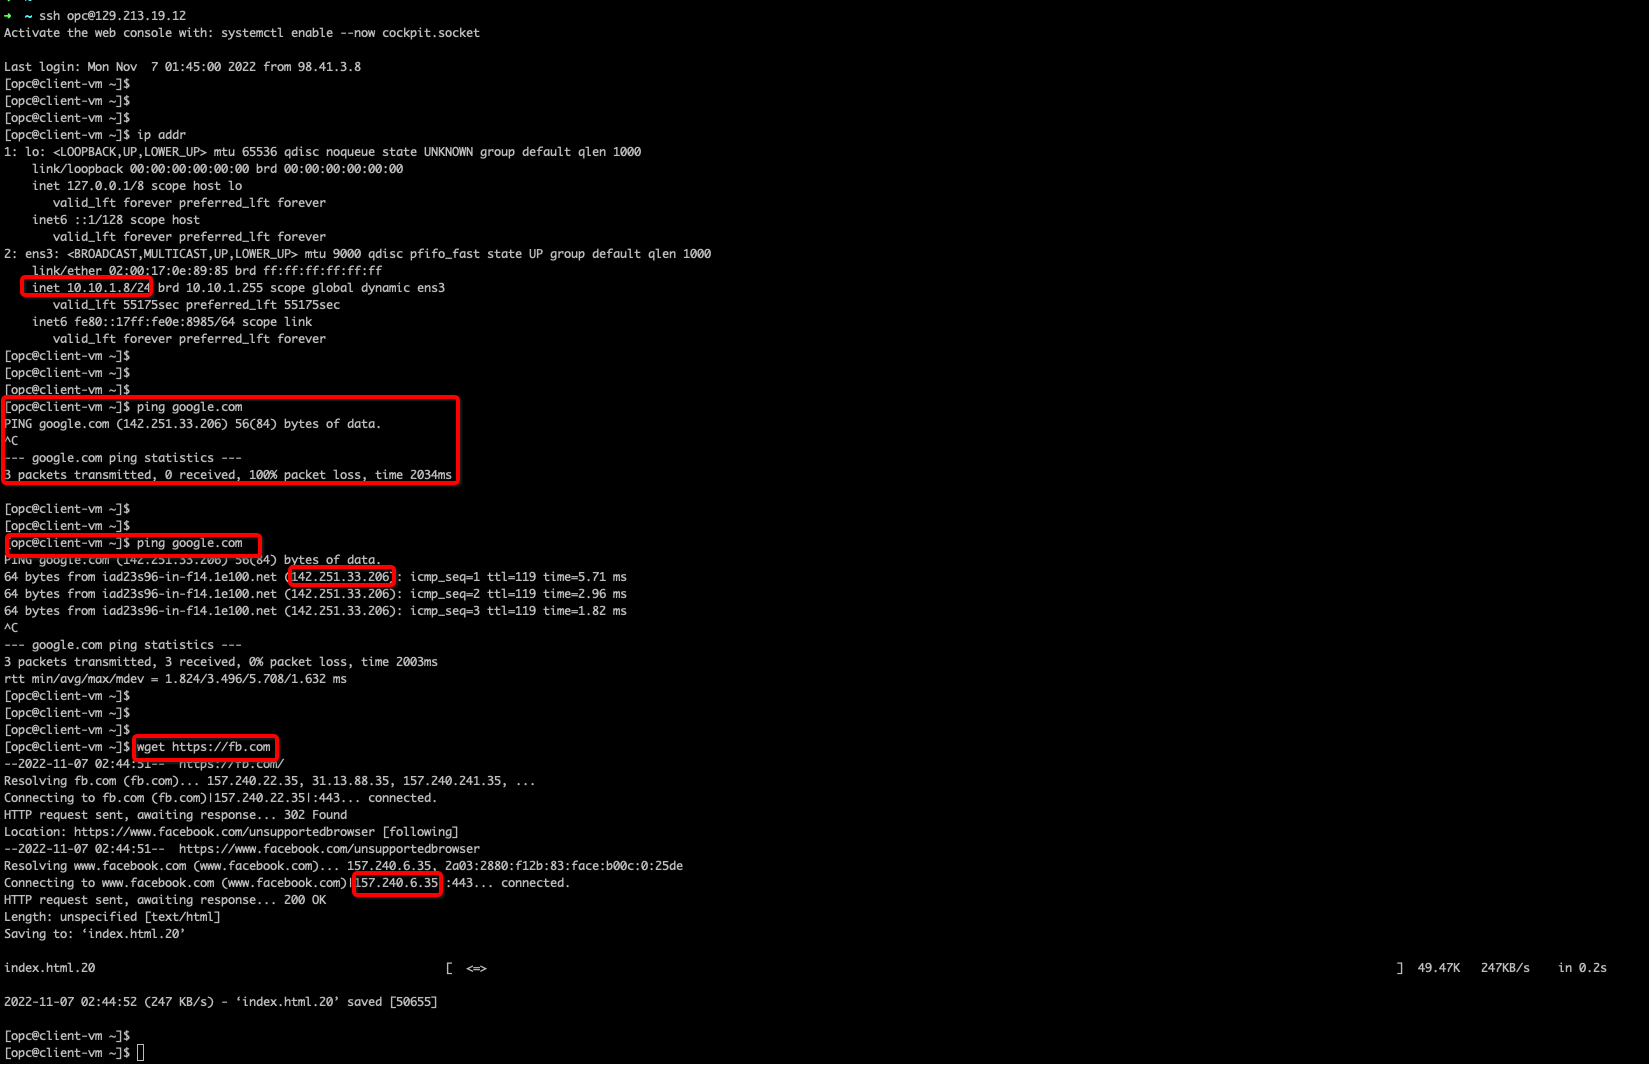 → ~ ssh opc@129.213.19.12
Activate the web console with: systemctl enable --now cockpit.socket
Last login: Mon Nov  7 01:45:00 2022 from 98.41.3.8
[opc@client-vm ~]$
[opc@client-vm ~]$
[opc@client-vm ~]$
[opc@client-vm ~]$ ip addr
1: lo: <LOOPBACK,UP,LOWER_UP> mtu 65536 qdisc noqueue state UNKNOWN group default qlen 1000
    link/loopback 00:00:00:00:00:00 brd 00:00:00:00:00:00
    inet 127.0.0.1/8 scope host lo
       valid_lft forever preferred_lft forever
    inet6 ::1/128 scope host
       valid_lft forever preferred_lft forever
2: ens3: <BROADCAST,MULTICAST,UP,LOWER_UP> mtu 9000 qdisc pfifo_fast state UP group default qlen 1000
    link/ether 02:00:17:0e:89:85 brd ff:ff:ff:ff:ff:ff
    inet 10.10.1.8/24 brd 10.10.1.255 scope global dynamic ens3
       valid_lft 55175sec preferred_lft 55175sec
    inet6 fe80::17ff:fe0e:8985/64 scope link
       valid_lft forever preferred_lft forever
[opc@client-vm ~]$
[opc@client-vm ~]$
[opc@client-vm ~]$
[opc@client-vm ~]$ ping google.com
PING google.com (142.251.33.206) 56(84) bytes of data.
^C
--- google.com ping statistics ---
3 packets transmitted, 0 received, 100% packet loss, time 2034ms
[opc@client-vm ~]$
[opc@client-vm ~]$
[opc@client-vm ~]$ ping google.com
PING google.com (142.251.33.206) 56(84) bytes of data.
64 bytes from iad23s96-in-f14.1e100.net (142.251.33.206): icmp_seq=1 ttl=119 time=5.71 ms
64 bytes from iad23s96-in-f14.1e100.net (142.251.33.206): icmp_seq=2 ttl=119 time=2.96 ms
64 bytes from iad23s96-in-f14.1e100.net (142.251.33.206): icmp_seq=3 ttl=119 time=1.82 ms
^C
--- google.com ping statistics ---
3 packets transmitted, 3 received, 0% packet loss, time 2003ms
rtt min/avg/max/mdev = 1.824/3.496/5.708/1.632 ms
[opc@client-vm ~]$
[opc@client-vm ~]$
[opc@client-vm ~]$
[opc@client-vm ~]$ wget https://fb.com
--2022-11-07 02:44:51--  https://fb.com/
Resolving fb.com (fb.com)... 157.240.22.35, 31.13.88.35, 157.240.241.35, ...
Connecting to fb.com (fb.com)|157.240.22.35|:443... connected.
HTTP request sent, awaiting response... 302 Found
Location: https://www.facebook.com/unsupportedbrowser [following]
--2022-11-07 02:44:51--  https://www.facebook.com/unsupportedbrowser
Resolving www.facebook.com (www.facebook.com)... 157.240.6.35, 2a03:2880:f12b:83:face:b00c:0:25de
Connecting to www.facebook.com (www.facebook.com)|157.240.6.35|:443... connected.
HTTP request sent, awaiting response... 200 OK
Length: unspecified [text/html]
Saving to: ‘index.html.20’
index.html.20 [ <=> ] 49.47K 247KB/s in 0.2s
2022-11-07 02:44:52 (247 KB/s) - ‘index.html.20’ saved [50655]
[opc@client-vm ~]$
[opc@client-vm ~]$